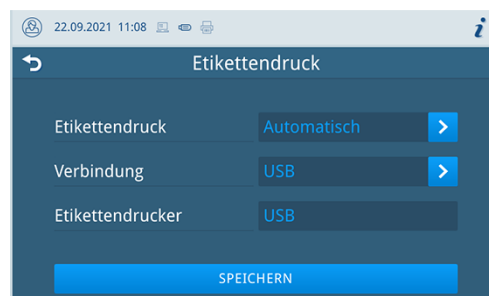 22.09.2021 11:08
i
Etikettendruck
Etikettendruck Automatisch
Verbindung USB
Etikettendrucker USB
SPEICHERN